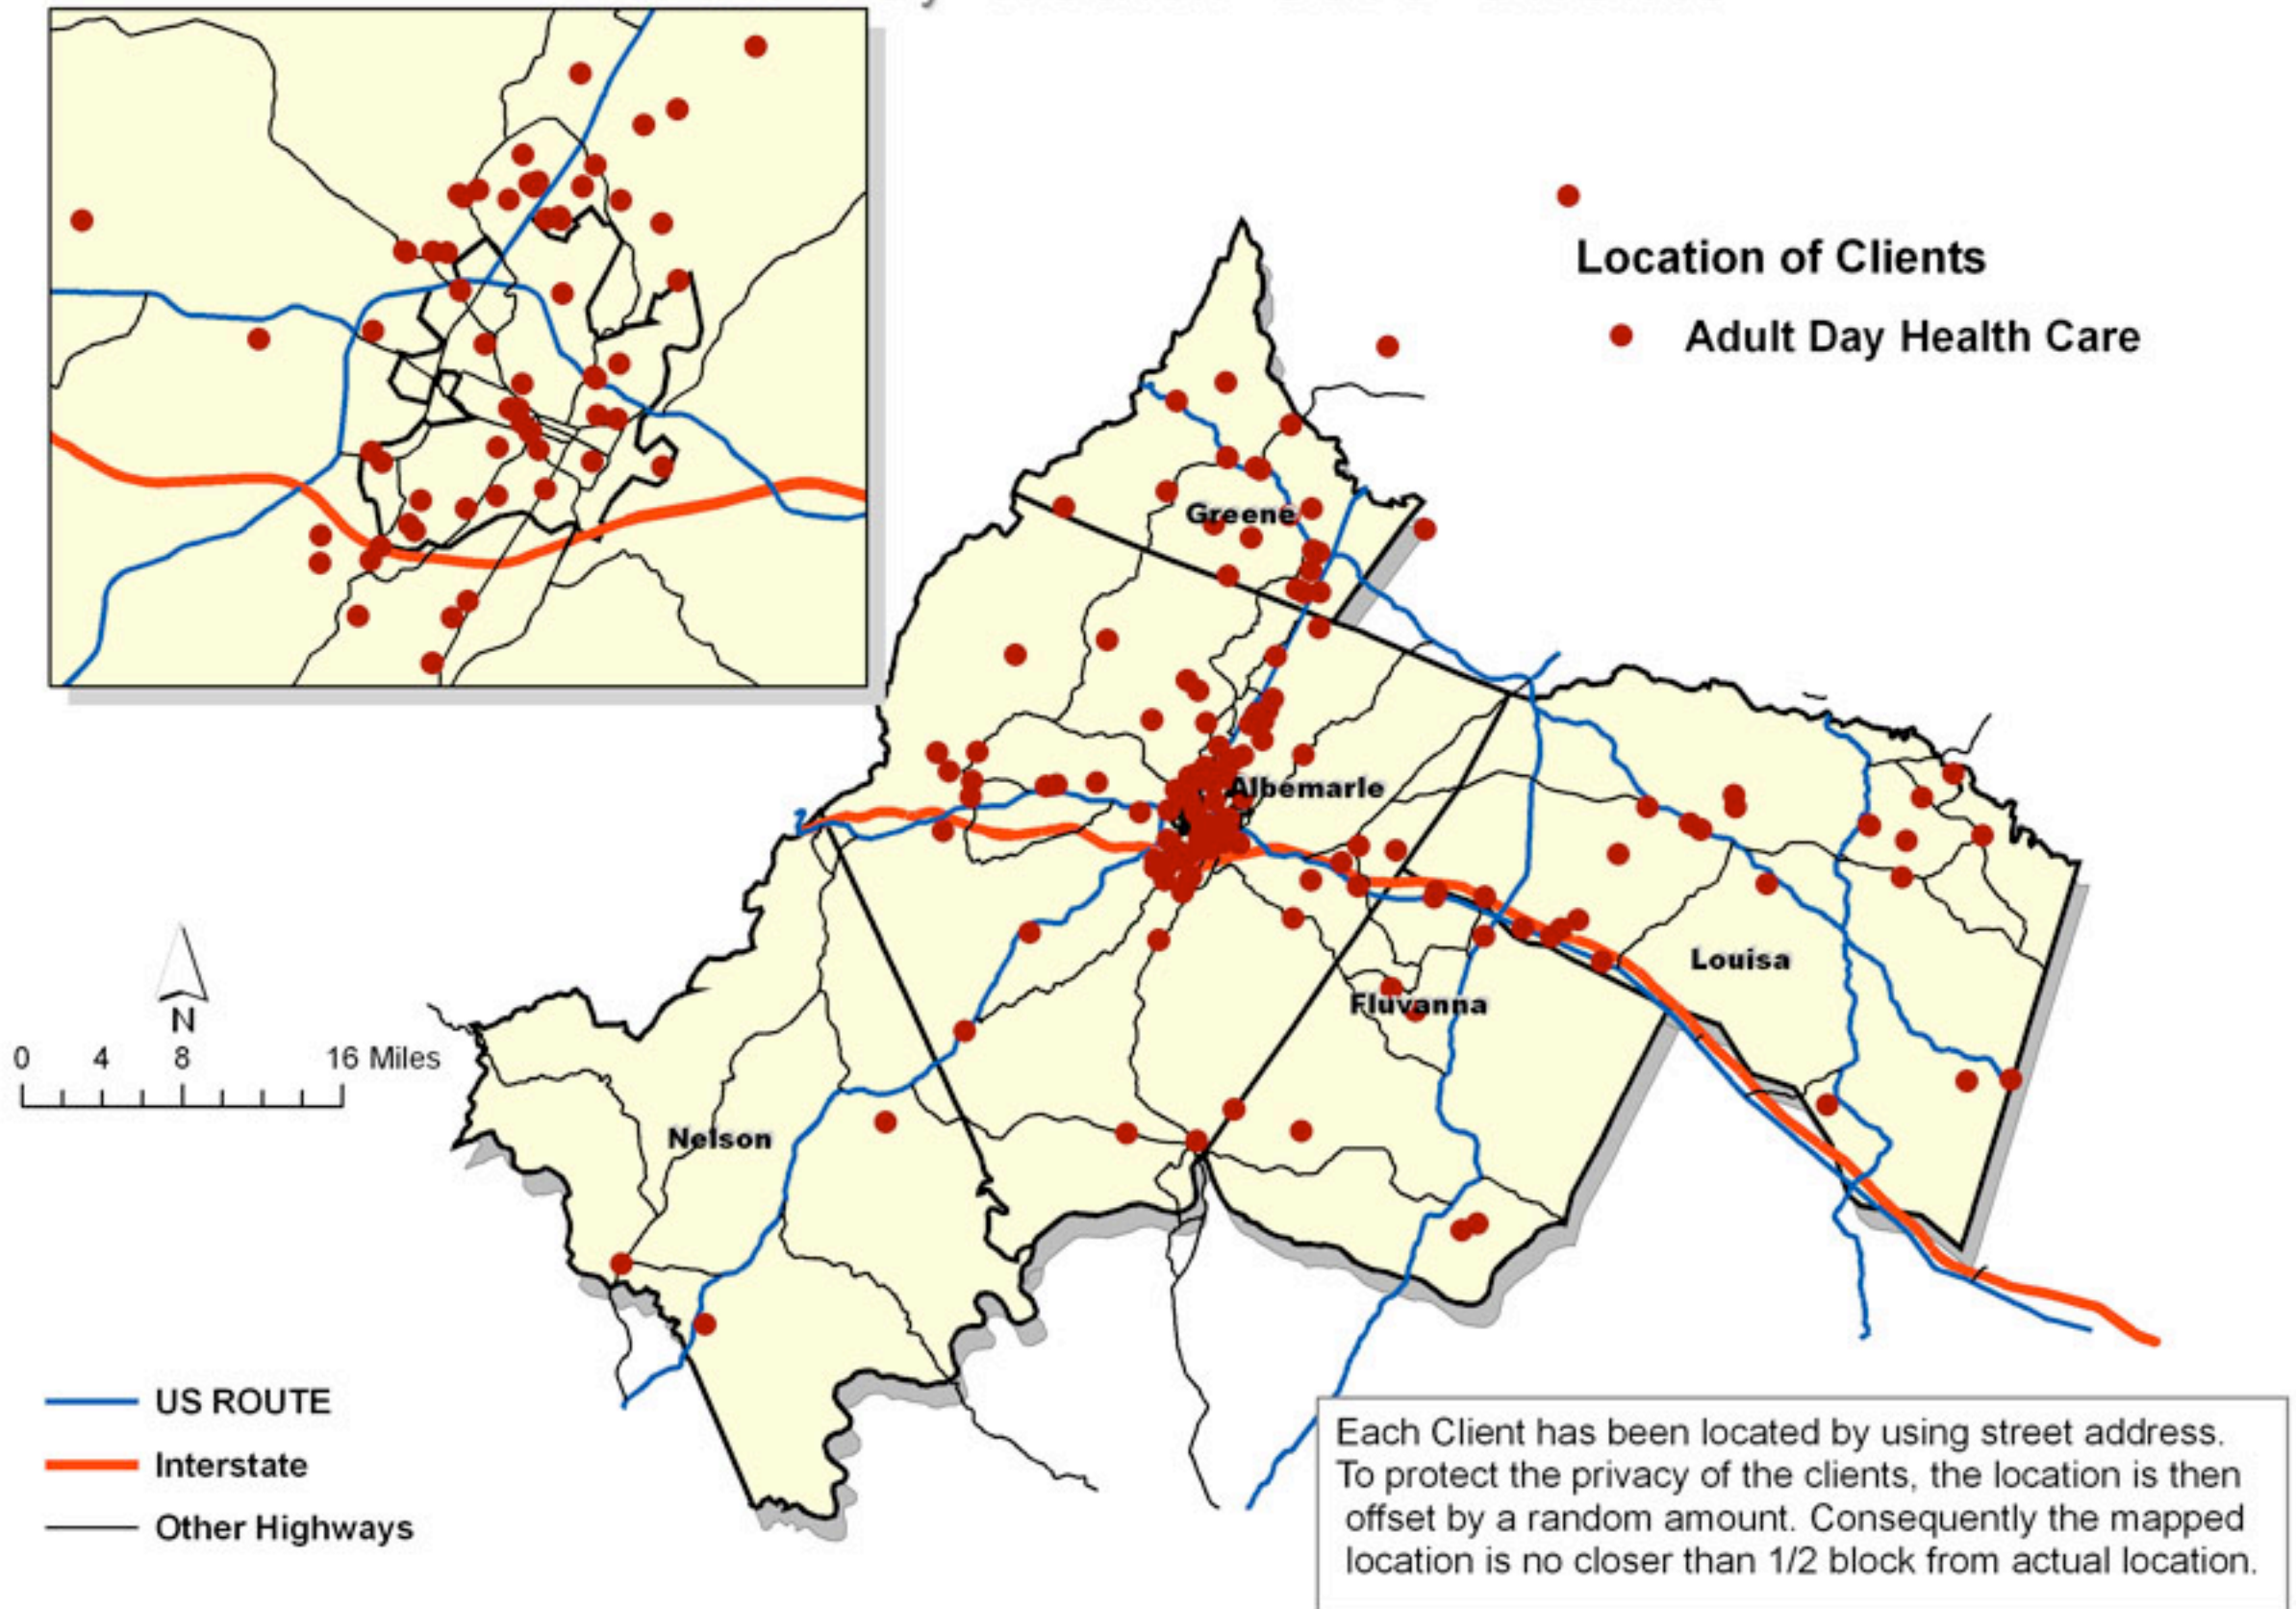 Location of Clients
Adult Day Health Care
Greene
Albemarle
Louisa
Fluvanna
Nelson
N
0 4 8 16 Miles
US ROUTE
Interstate
Other Highways
Each Client has been located by using street address.
To protect the privacy of the clients, the location is then
offset by a random amount. Consequently the mapped
location is no closer than 1/2 block from actual location.